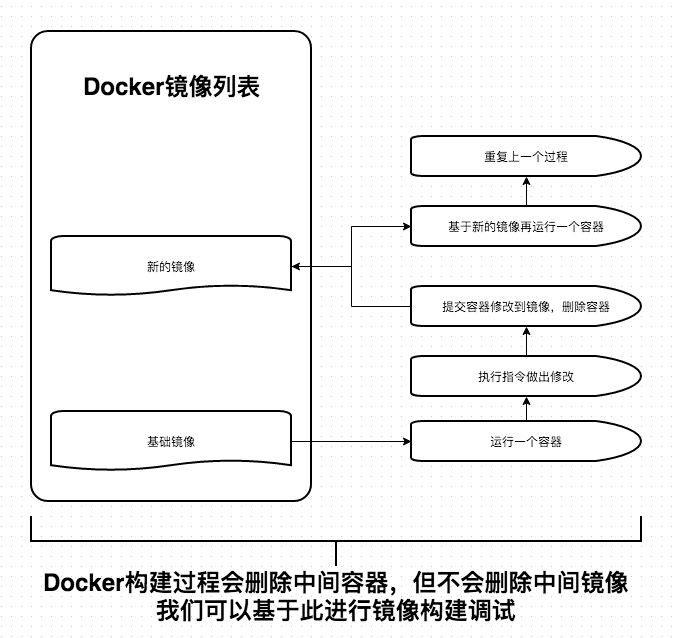 Docker镜像列表
重复上一个过程
基于新的镜像再运行一个容器
新的镜像
提交容器修改到镜像，删除容器
执行指令做出修改
基础镜像
运行一个容器
Docker构建过程会删除中间容器，但不会删除中间镜像
我们可以基于此进行镜像构建调试